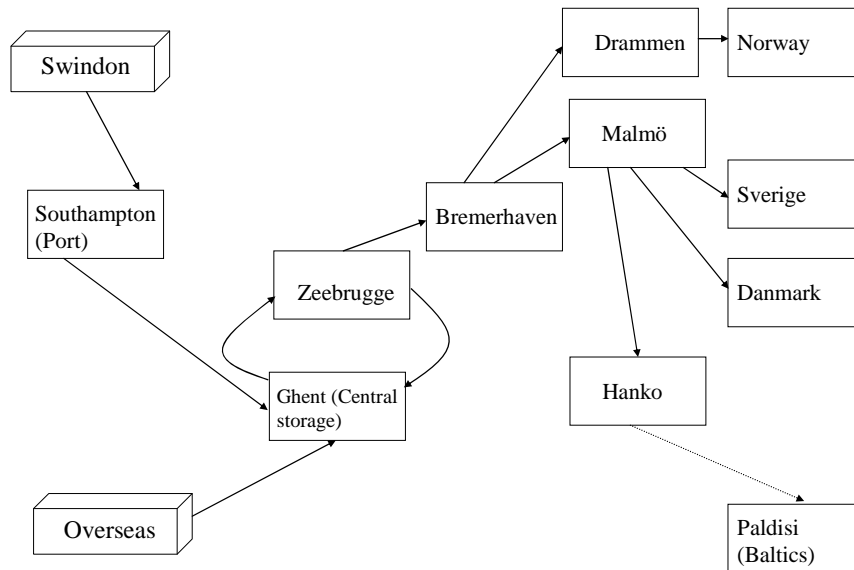 Drammen
Norway
Swindon
Malmö
Southampton
(Port)
Bremerhaven
Sverige
Zeebrugge
Danmark
Ghent (Central
storage)
Hanko
Overseas
Paldisi
(Baltics)